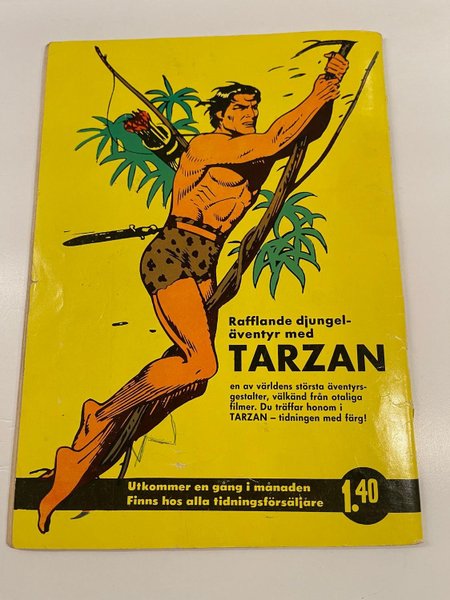 Rafflande djungel-
äventyr med
TARZAN
en av världens största äventyrs-
gestalter, välkänd från otaliga
filmer. Du träffar honom i
TARZAN – tidningen med färg!
Utkommer en gång i månaden
Finns hos alla tidningsförsäljare
1.40